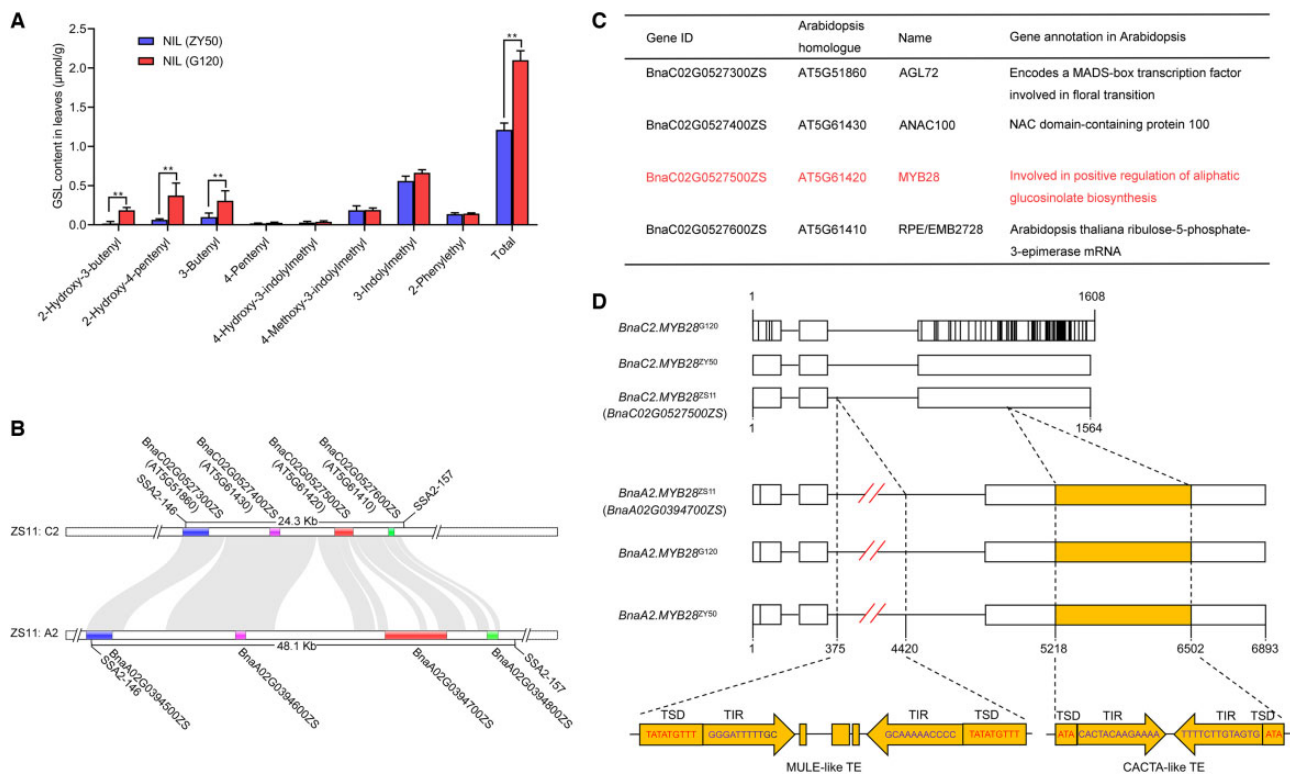 A
GSL content in leaves (μmol/g)
2.5
2.0
1.5
1.0
0.5
0.0
NIL (ZY50)
NIL (G120)
**
**
**
**
2-Hydroxy-3-butenyl
2-Hydroxy-4-pentenyl
3-Butenyl
4-Pentenyl
4-Hydroxy-3-indolylmethyl
4-Methoxy-3-indolylmethyl
3-Indolylmethyl
2-Phenylethyl
Total
B
SSA2-146
BnaC02G0527300ZS
(AT5G51860)
BnaC02G0527400ZS
(AT5G61430)
BnaC02G0527500ZS
(AT5G61420)
BnaC02G0527600ZS
(AT5G61410)
SSA2-157
24.3 Kb
ZS11: C2
ZS11: A2
48.1 Kb
SSA2-146
BnaA02G0394500ZS
BnaA02G0394600ZS
BnaA02G0394700ZS
BnaA02G0394800ZS
SSA2-157
C
Gene ID Arabidopsis homologue Name Gene annotation in Arabidopsis
BnaC02G0527300ZS AT5G51860 AGL72 Encodes a MADS-box transcription factor
involved in floral transition
BnaC02G0527400ZS AT5G61430 ANAC100 NAC domain-containing protein 100
BnaC02G0527500ZS AT5G61420 MYB28 Involved in positive regulation of aliphatic
glucosinolate biosynthesis
BnaC02G0527600ZS AT5G61410 RPE/EMB2728 Arabidopsis thaliana ribulose-5-phosphate-
3-epimerase mRNA
D
1 1608
BnaC2.MYB28G120
BnaC2.MYB28ZY50
BnaC2.MYB28ZS11
(BnaC02G0527500ZS)
1 1564
BnaA2.MYB28ZS11
(BnaA02G0394700ZS)
BnaA2.MYB28G120
BnaA2.MYB28ZY50
1 375 4420 5218 6502 6893
TSD TIR TIR TSD
TATATGTTT GGGATTTTTGC GCAAAAACCCC TATATGTTT
MULE-like TE
TSD TIR TIR TSD
ATA CACTACAAGAAAA TTTTCTTGTAGTG ATA
CACTA-like TE